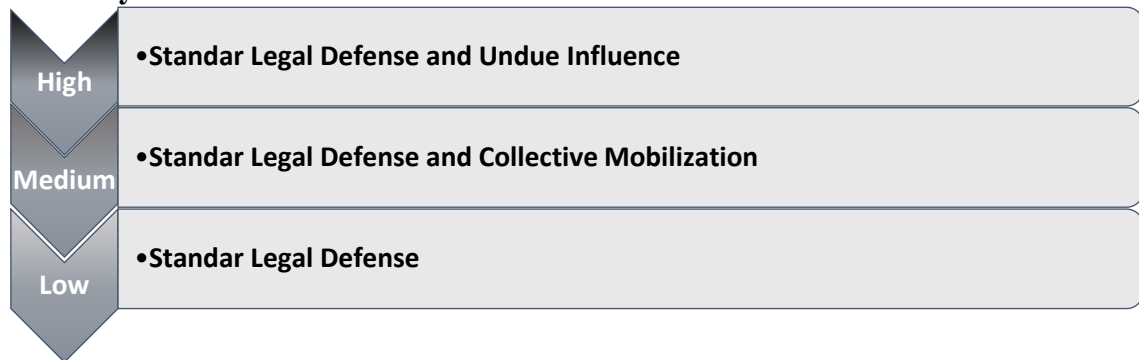 High
•Standar Legal Defense and Undue Influence
Medium
•Standar Legal Defense and Collective Mobilization
Low
•Standar Legal Defense